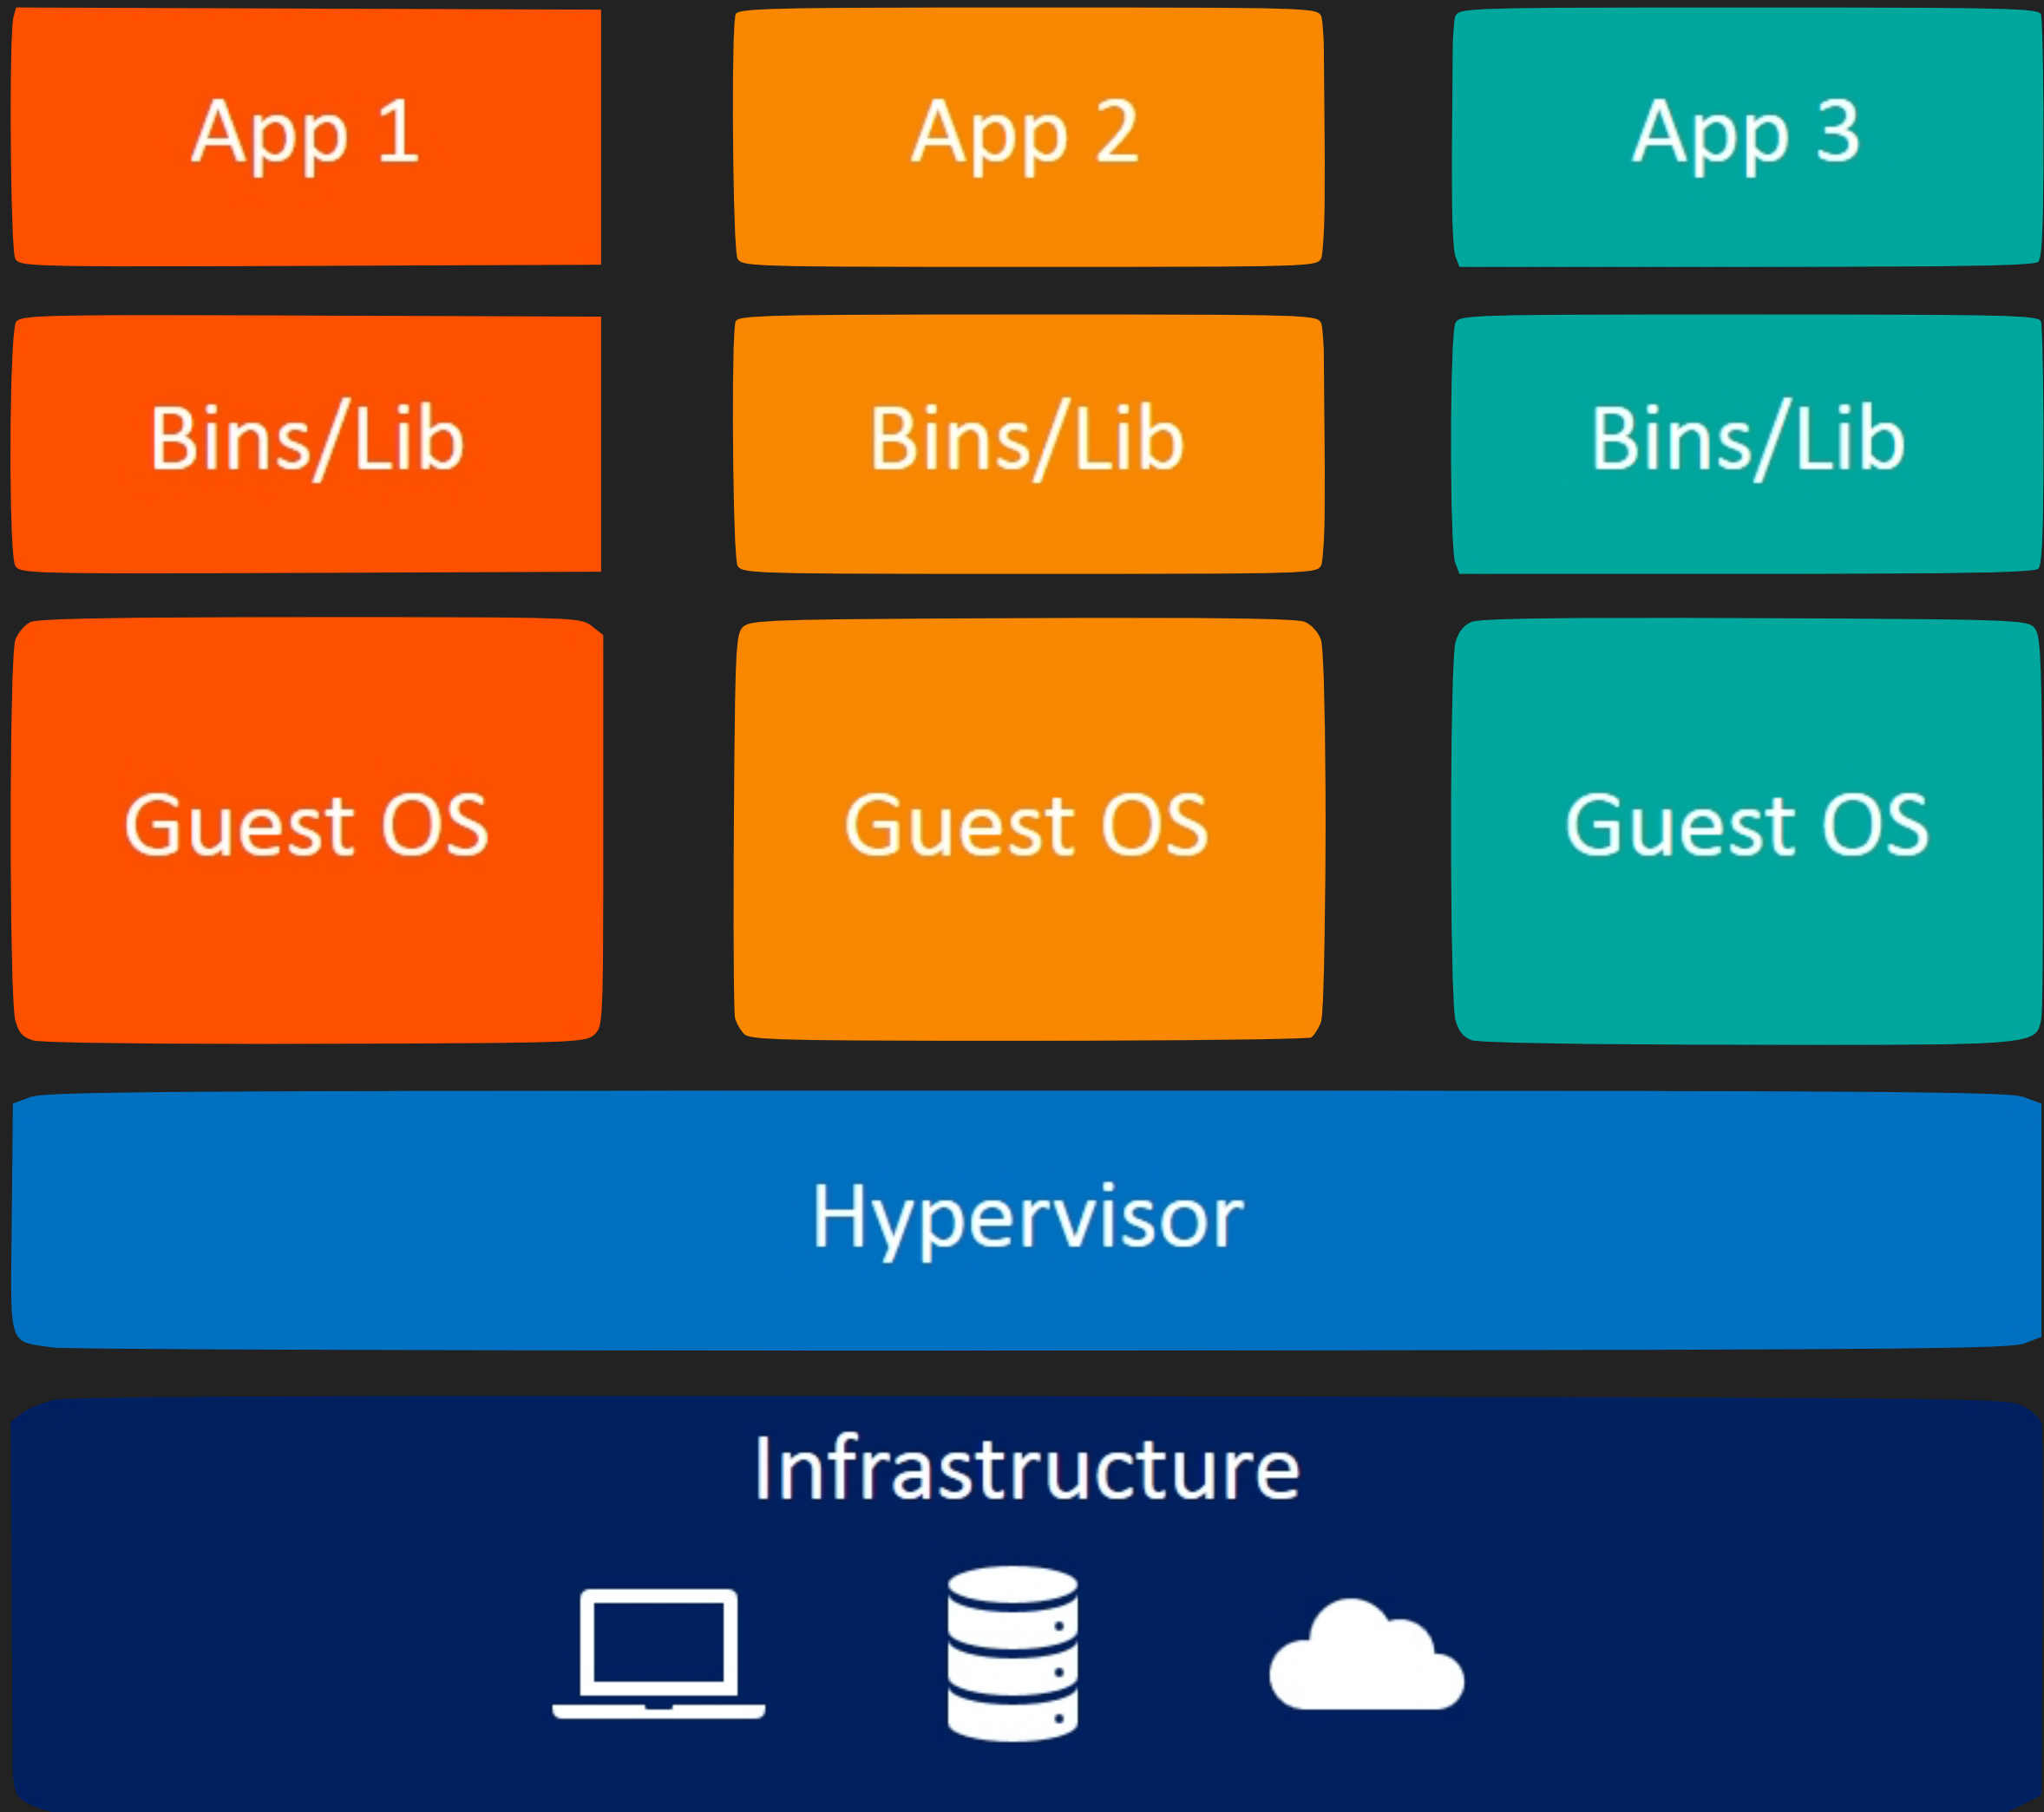 App 1
App 2
App 3
Bins/Lib
Bins/Lib
Bins/Lib
Guest OS
Guest OS
Guest OS
Hypervisor
Infrastructure